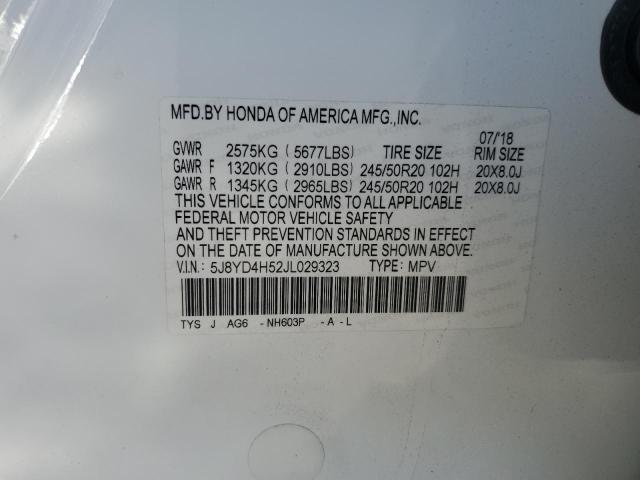 MFD.BY HONDA OF AMERICA MFG.,INC.
07/18
GVWR 2575KG (5677LBS) TIRE SIZE RIM SIZE
GAWR F 1320KG (2910LBS) 245/50R20 102H 20X8.0J
GAWR R 1345KG (2965LBS) 245/50R20 102H 20X8.0J
THIS VEHICLE CONFORMS TO ALL APPLICABLE
FEDERAL MOTOR VEHICLE SAFETY
AND THEFT PREVENTION STANDARDS IN EFFECT
ON THE DATE OF MANUFACTURE SHOWN ABOVE.
V.I.N.: 5J8YD4H52JL029323 TYPE: MPV
TYS J AG6 -NH603P -A-L